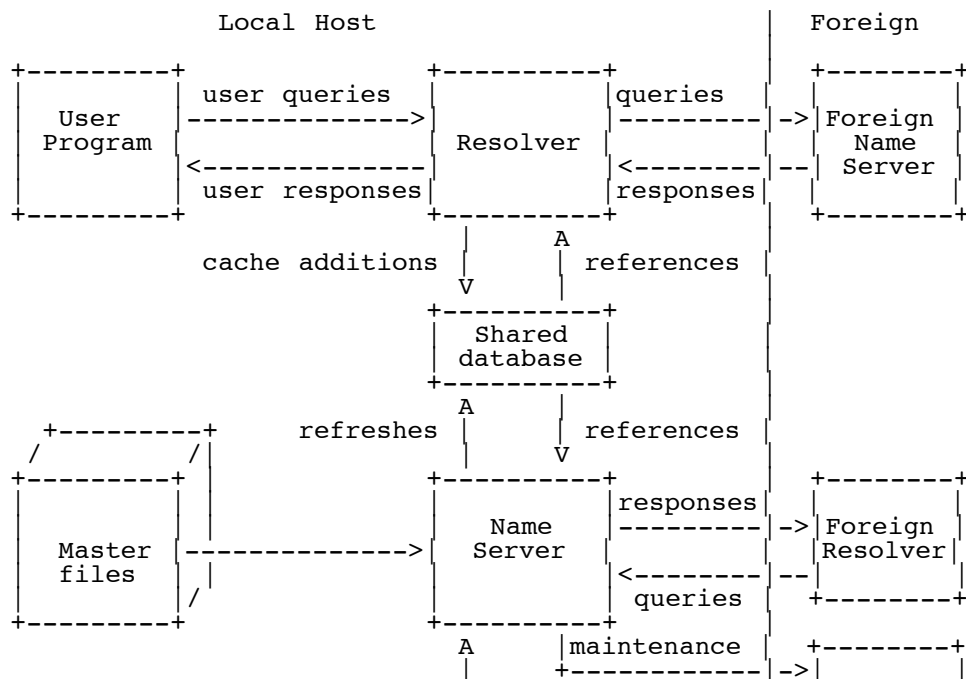 Local Host | Foreign
user queries queries
User Foreign
Program Resolver Name
Server
user responses responses
A
cache additions references
V
Shared
database
A
refreshes references
V
responses
Name Foreign
Master Server Resolver
files
queries
A maintenance